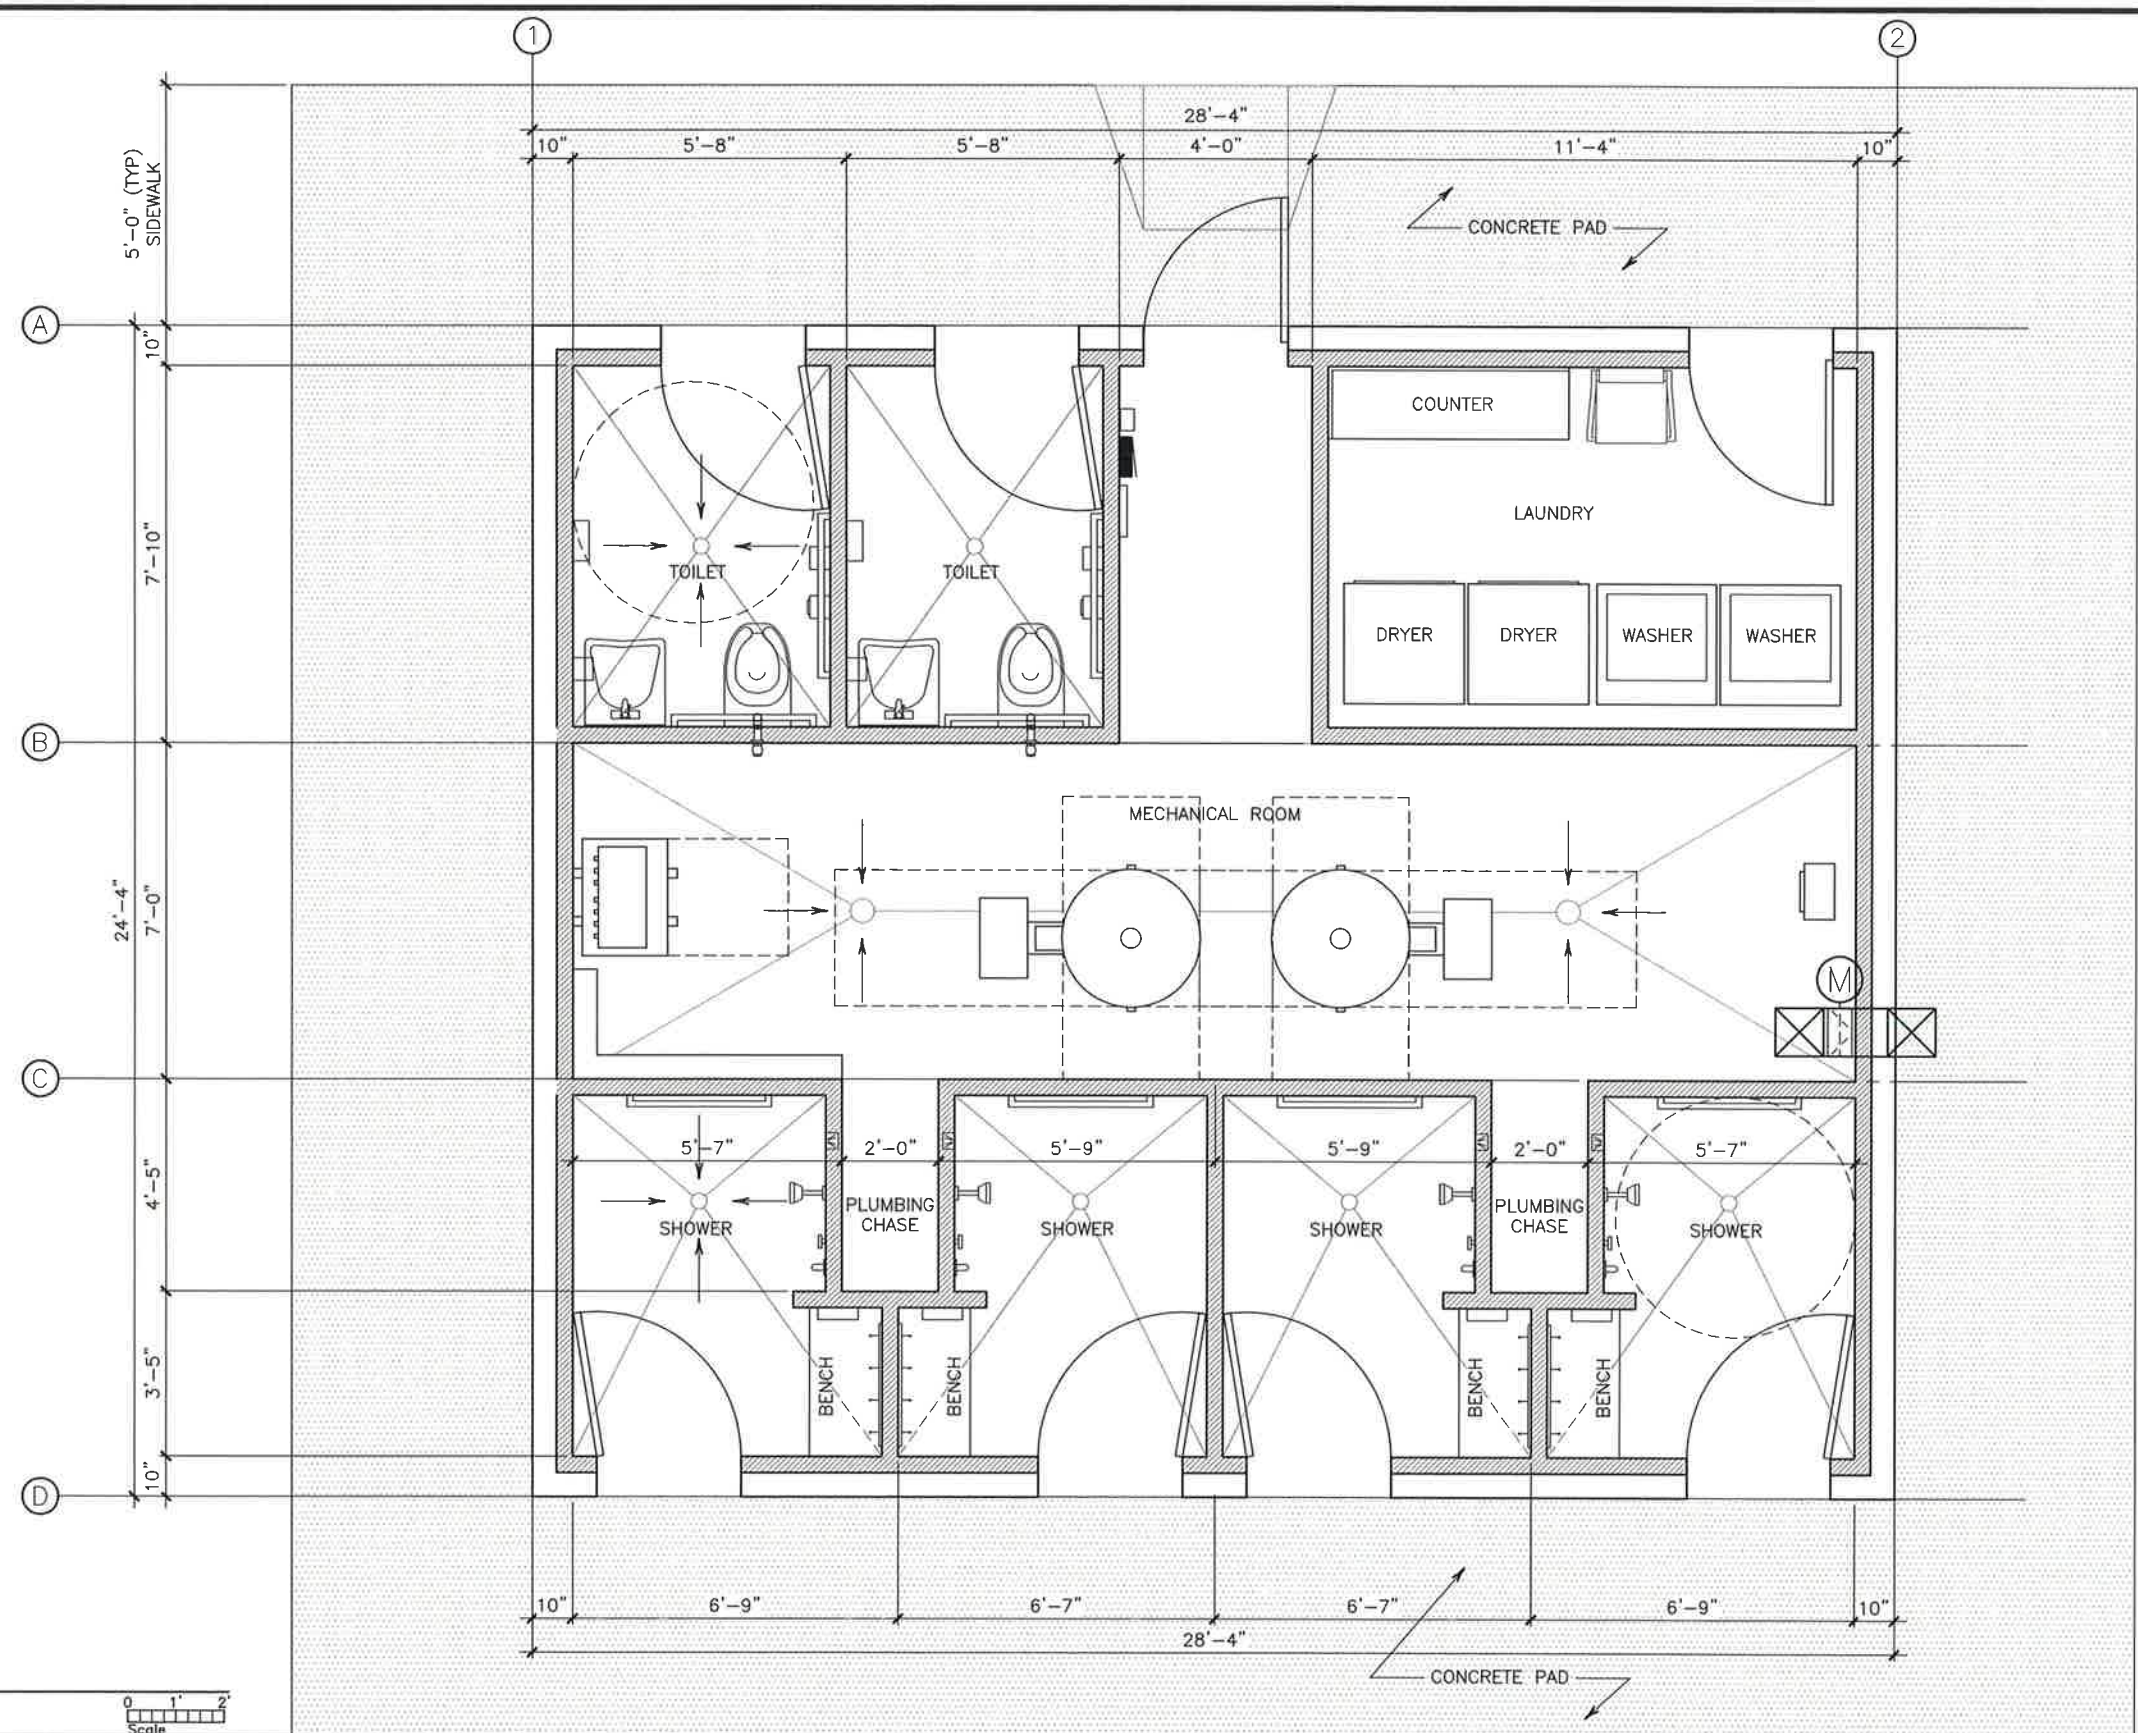 1
2
28'-4"
10"
5'-8"
5'-8"
4'-0"
11'-4"
10"
5'-0" (TYP)
SIDEWALK
CONCRETE PAD
A
10"
COUNTER
LAUNDRY
7'-10"
TOILET
TOILET
DRYER
DRYER
WASHER
WASHER
B
MECHANICAL ROOM
24'-4"
7'-0"
M
C
5'-7"
2'-0"
5'-9"
5'-9"
2'-0"
5'-7"
4'-5"
PLUMBING
CHASE
PLUMBING
CHASE
SHOWER
SHOWER
SHOWER
SHOWER
3'-5"
BENCH
BENCH
BENCH
BENCH
10"
D
10"
6'-9"
6'-7"
6'-7"
6'-9"
10"
28'-4"
CONCRETE PAD
0 1' 2'
Scale